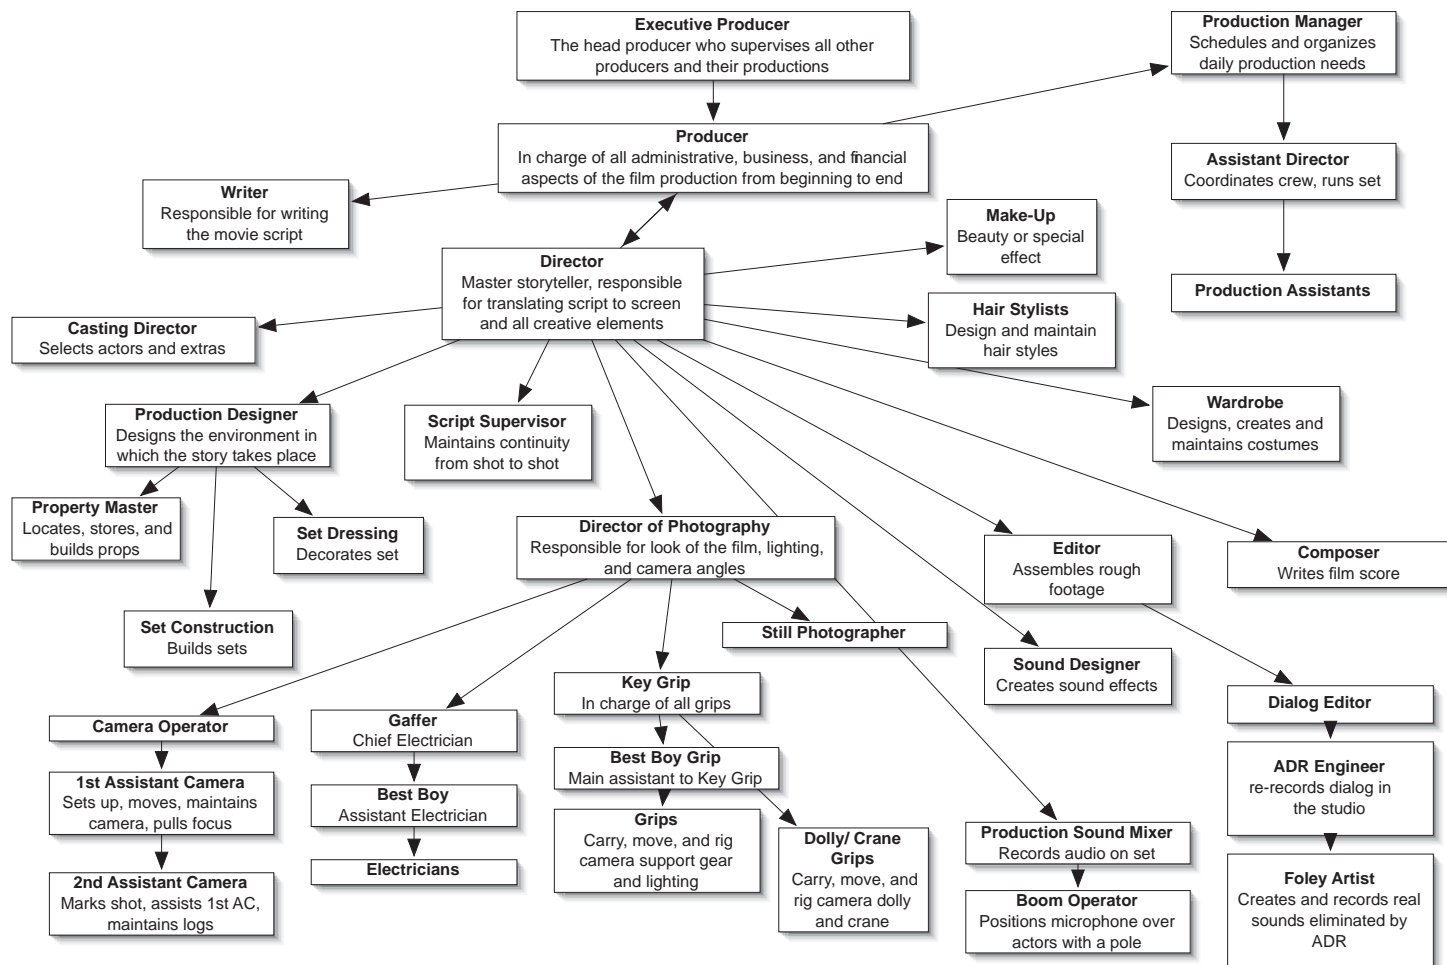 Executive Producer
The head producer who supervises all other
producers and their productions
Production Manager
Schedules and organizes
daily production needs
Producer
In charge of all administrative, business, and financial
aspects of the film production from beginning to end
Assistant Director
Coordinates crew, runs set
Writer
Responsible for writing
the movie script
Make-Up
Beauty or special
effect
Director
Master storyteller, responsible
for translating script to screen
and all creative elements
Production Assistants
Hair Stylists
Design and maintain
hair styles
Casting Director
Selects actors and extras
Wardrobe
Designs, creates and
maintains costumes
Production Designer
Designs the environment in
which the story takes place
Script Supervisor
Maintains continuity
from shot to shot
Property Master
Locates, stores, and
builds props
Set Dressing
Decorates set
Director of Photography
Responsible for look of the film, lighting,
and camera angles
Editor
Assembles rough
footage
Composer
Writes film score
Set Construction
Builds sets
Still Photographer
Sound Designer
Creates sound effects
Key Grip
In charge of all grips
Dialog Editor
Camera Operator
Gaffer
Chief Electrician
Best Boy Grip
Main assistant to Key Grip
ADR Engineer
re-records dialog in
the studio
1st Assistant Camera
Sets up, moves, maintains
camera, pulls focus
Best Boy
Assistant Electrician
Grips
Carry, move, and rig
camera support gear
and lighting
Dolly/ Crane
Grips
Carry, move, and
rig camera dolly
and crane
Production Sound Mixer
Records audio on set
Electricians
2nd Assistant Camera
Marks shot, assists 1st AC,
maintains logs
Boom Operator
Positions microphone over
actors with a pole
Foley Artist
Creates and records real
sounds eliminated by
ADR